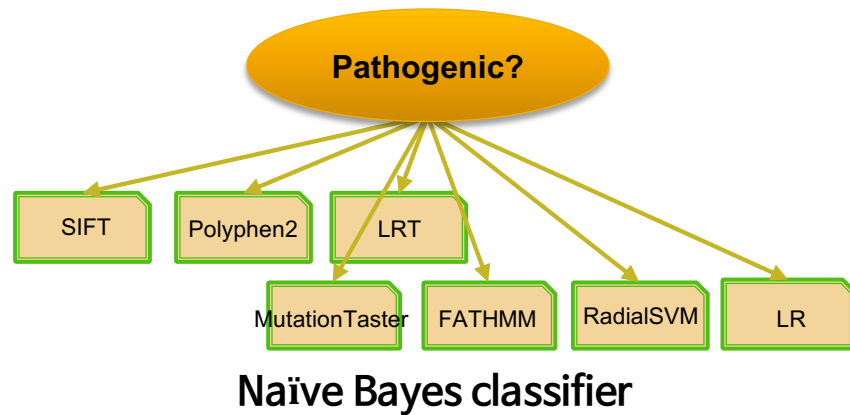 Pathogenic?
SIFT
Polyphen2
LRT
MutationTaster
FATHMM
RadialSVM
LR
Naïve Bayes classifier